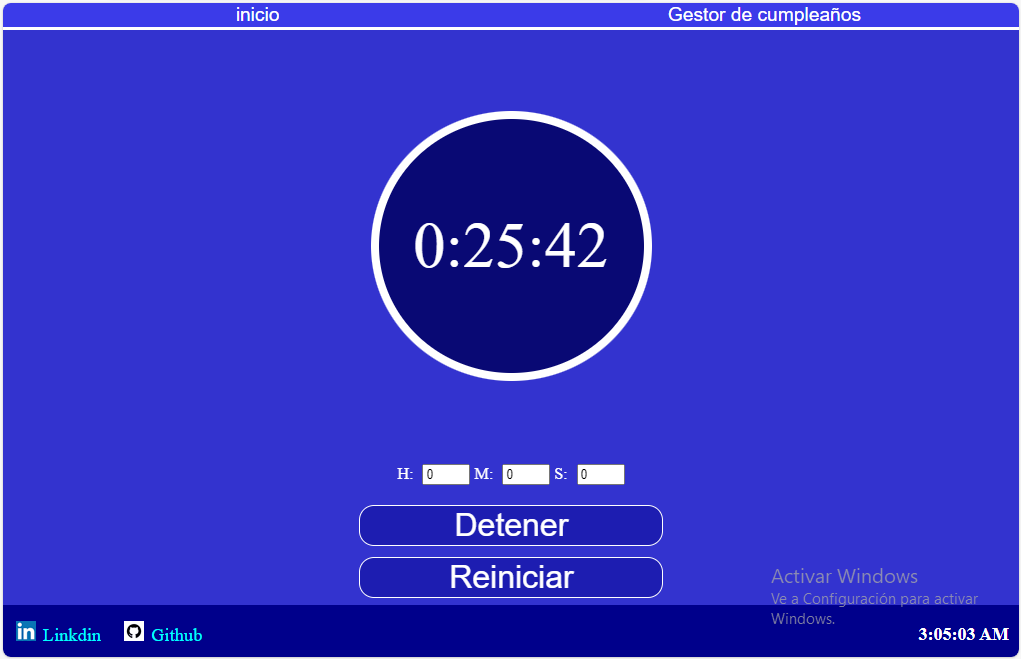 inicio Gestor de cumpleaños
0:25:42
H: 0 M: 0 S: 0
Detener
Reiniciar
Activar Windows
Ve a Configuración para activar
Windows.
in Linkdin Github 3:05:03 AM